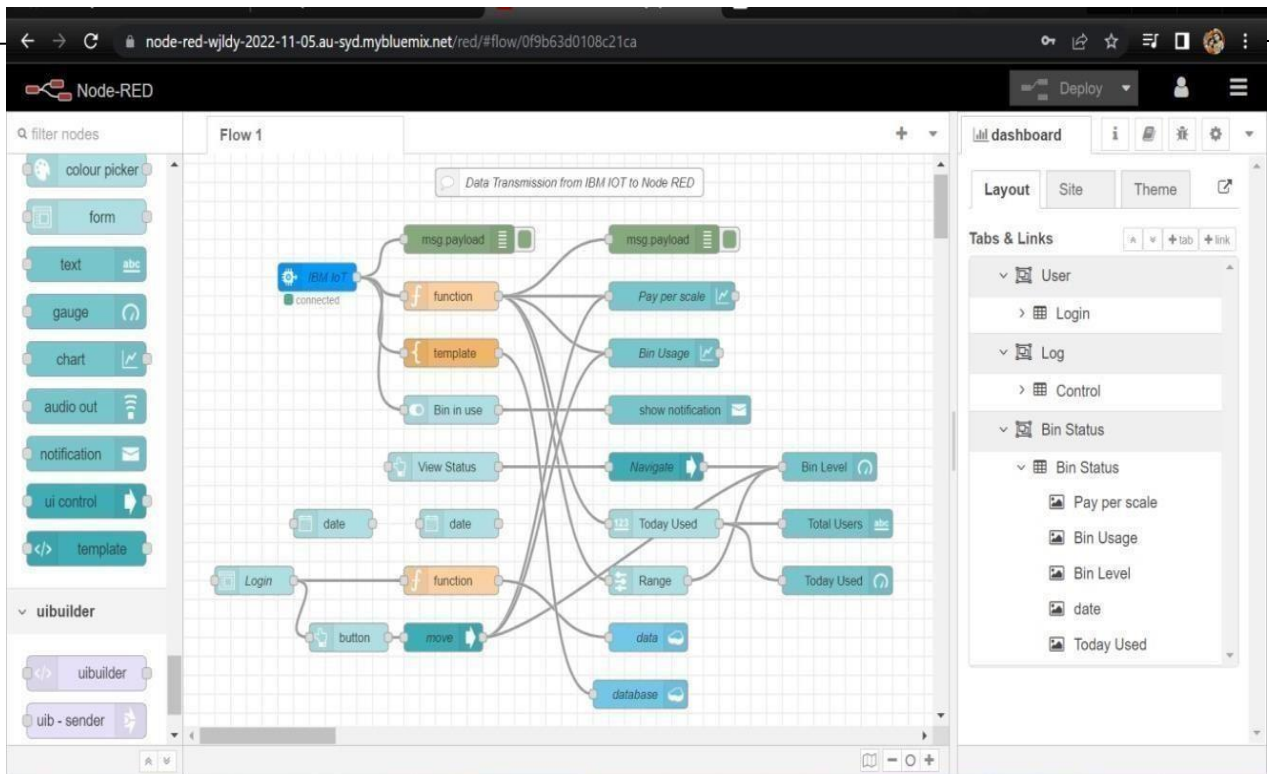 node-red-wjldy-2022-11-05.au-syd.mybluemix.net/red/#flow/0f9b63d0108c21ca
Node-RED
Deploy
filter nodes
Flow 1
dashboard
i
colour picker
form
text
abc
gauge
chart
audio out
notification
ui control
template
uibuilder
uibuilder
uib - sender
Data Transmission from IBM IOT to Node RED
msg.payload
msg.payload
IBM IoT
connected
function
Pay per scale
template
Bin Usage
Bin in use
show notification
View Status
Navigate
Bin Level
date
date
123
Today Used
Total Users
abc
Login
function
Range
Today Used
button
move
data
database
Layout
Site
Theme
Tabs & Links
+ tab
+ link
User
Login
Log
Control
Bin Status
Bin Status
Pay per scale
Bin Usage
Bin Level
date
Today Used